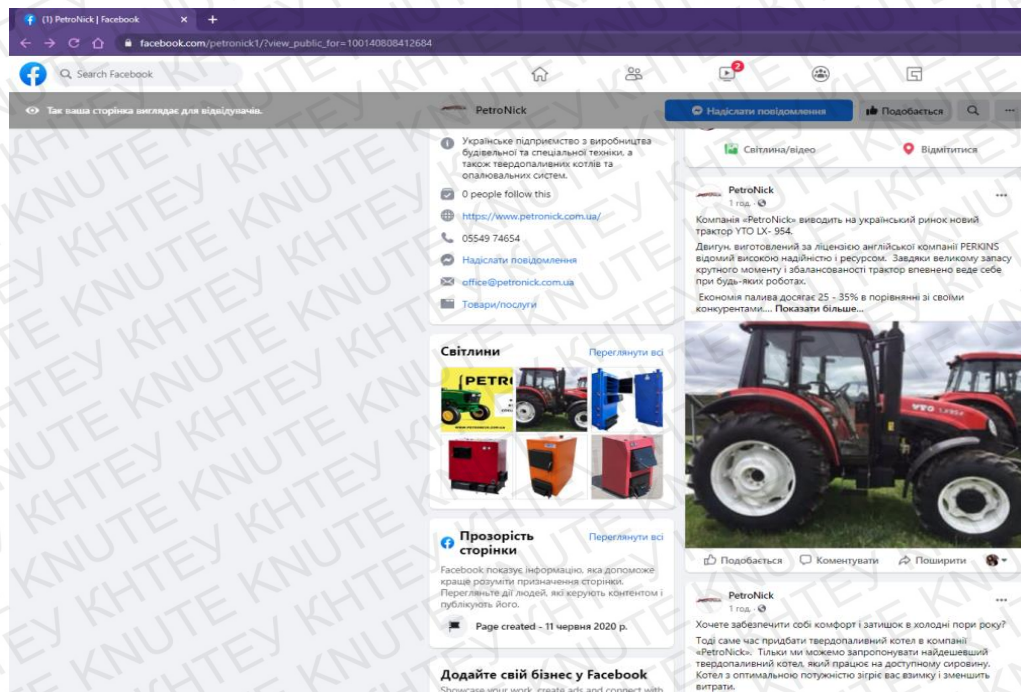 (1) PetroNick | Facebook
facebook.com/petronick1/?view_public_for=100140808412684
Search Facebook
2
Так ваша сторінка виглядає для відвідувачів.
PetroNick
Надіслати повідомлення
Подобається
Українське підприємство з виробництва
будівельної та спеціальної техніки, а
також твердопаливних котлів та
опалювальних систем.
0 people follow this
https://www.petronick.com.ua/
05549 74654
Надіслати повідомлення
office@petronick.com.ua
Товари/послуги
Світлини
Переглянути всі
PETR
Прозорість
сторінки
Переглянути всі
Facebook показує інформацію, яка допоможе
краще розуміти призначення сторінки.
Перегляньте дії людей, які керують контентом і
публікують його.
Page created - 11 червня 2020 р.
Додайте свій бізнес у Facebook
Showcase your work, create ads and connect with
Світлина/відео
Відмітитися
PetroNick
1 год.
Компанія «PetroNick» виводить на український ринок новий
трактор YTO LX- 954.
Двигун, виготовлений за ліцензією англійської компанії PERKINS
відомий високою надійністю і ресурсом. Завдяки великому запасу
крутного моменту і збалансованості трактор впевнено веде себе
при будь-яких роботах.
Економія палива досягає 25 - 35% в порівнянні зі своїми
конкурентами.... Показати більше...
YTO
Подобається
Коментувати
Поширити
PetroNick
1 год.
Хочете забезпечити собі комфорт і затишок в холодні пори року?
Тоді саме час придбати твердопаливний котел в компанії
«PetroNick». Тільки ми можемо запропонувати найдешевший
твердопаливний котел, який працює на доступному сировину.
Котел з оптимальною потужністю зігріє вас взимку і зменшить
витрати.
KNUTE KHTEY